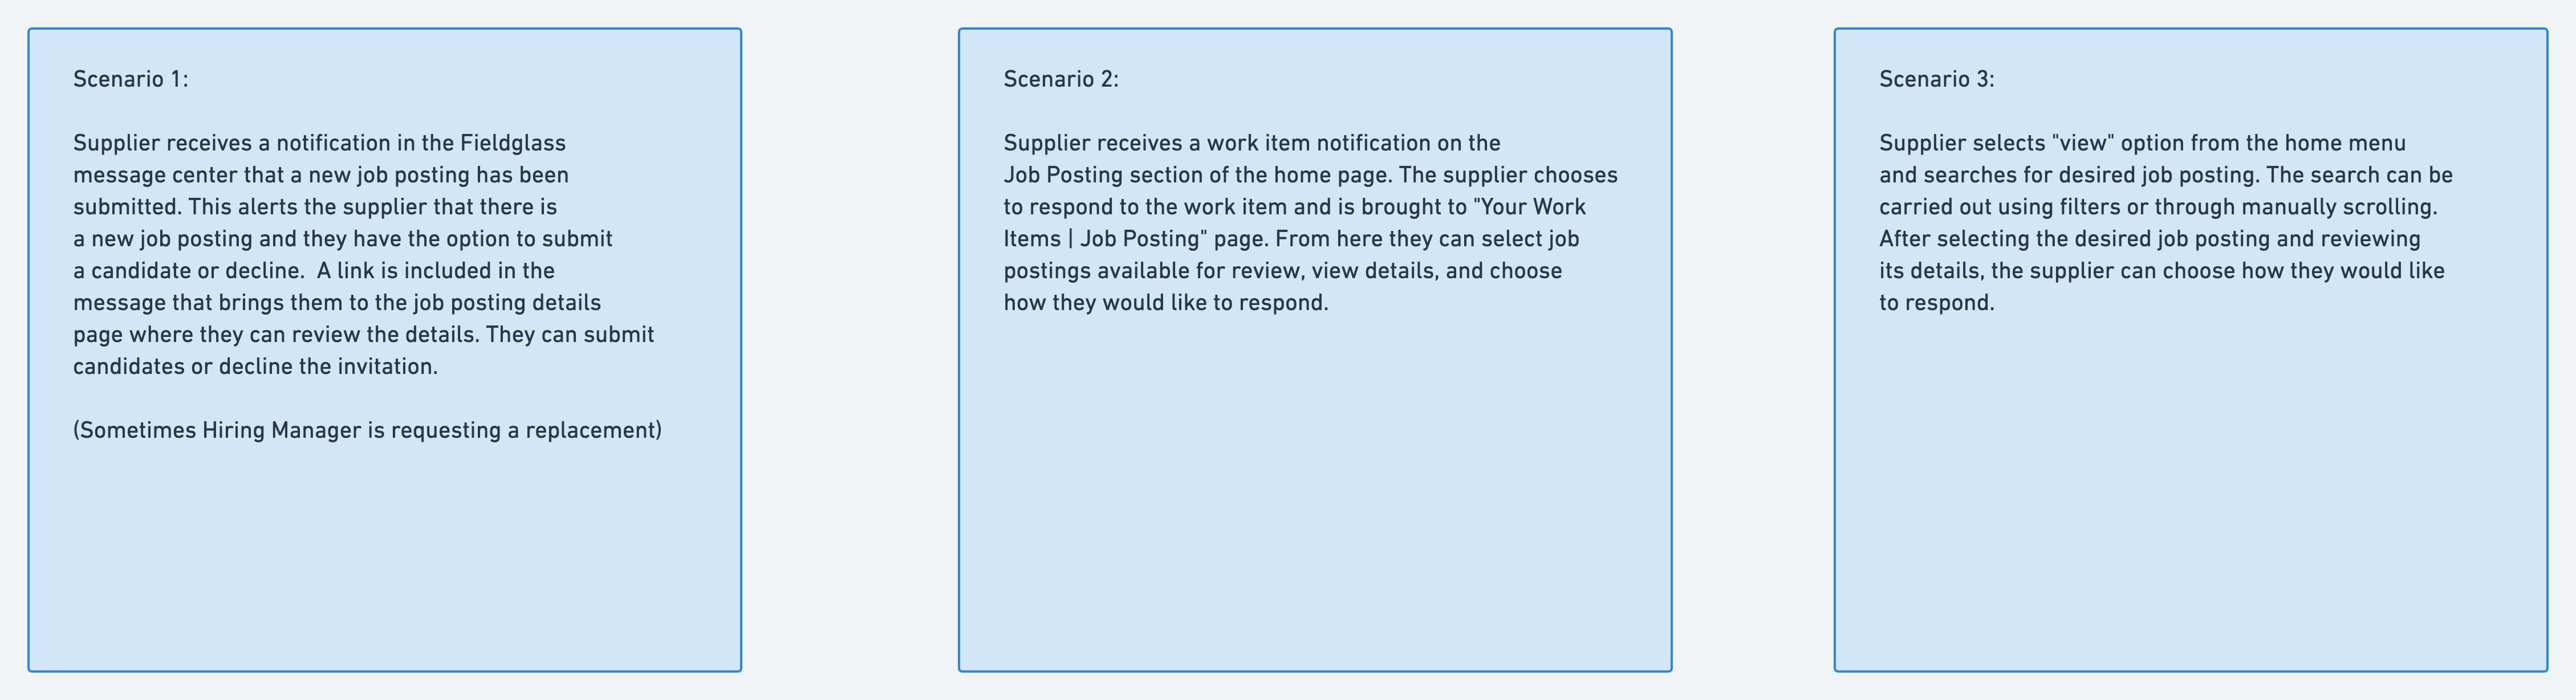 Scenario 1:
Supplier receives a notification in the Fieldglass
message center that a new job posting has been
submitted. This alerts the supplier that there is
a new job posting and they have the option to submit
a candidate or decline.  A link is included in the
message that brings them to the job posting details
page where they can review the details. They can submit
candidates or decline the invitation.
(Sometimes Hiring Manager is requesting a replacement)
Scenario 2:
Supplier receives a work item notification on the
Job Posting section of the home page. The supplier chooses
to respond to the work item and is brought to "Your Work
Items | Job Posting" page. From here they can select job
postings available for review, view details, and choose
how they would like to respond.
Scenario 3:
Supplier selects "view" option from the home menu
and searches for desired job posting. The search can be
carried out using filters or through manually scrolling.
After selecting the desired job posting and reviewing
its details, the supplier can choose how they would like
to respond.